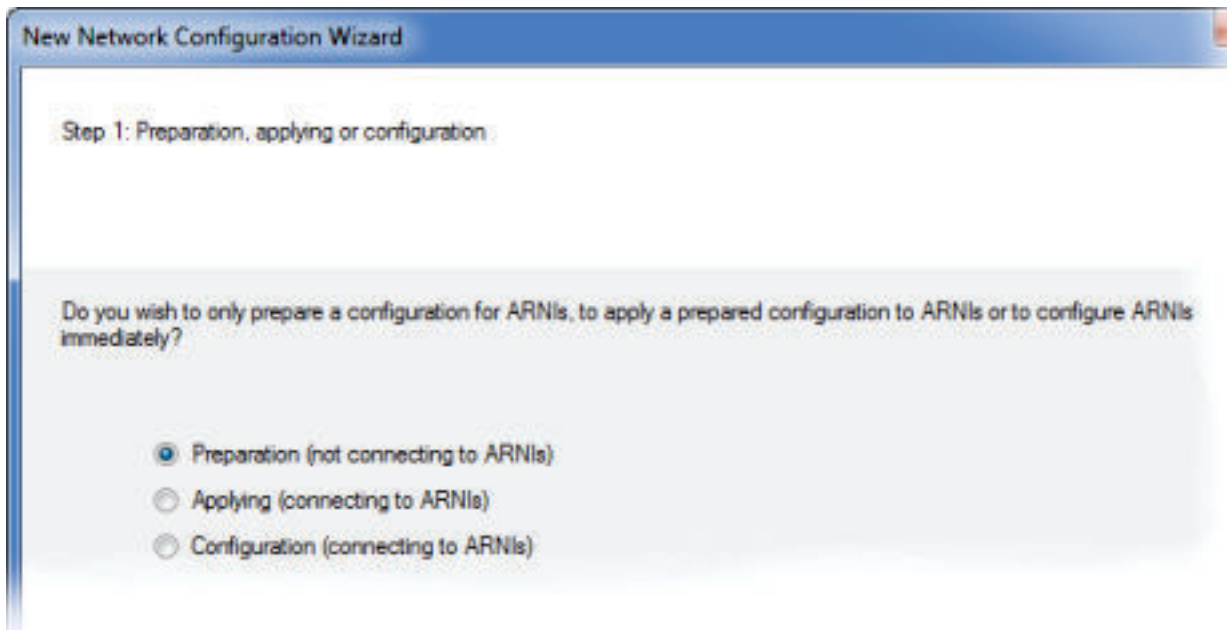 New Network Configuration Wizard
Step 1: Preparation, applying or configuration
Do you wish to only prepare a configuration for ARNIs, to apply a prepared configuration to ARNIs or to configure ARNIs
immediately?
Preparation (not connecting to ARNIs)
Applying (connecting to ARNIs)
Configuration (connecting to ARNIs)